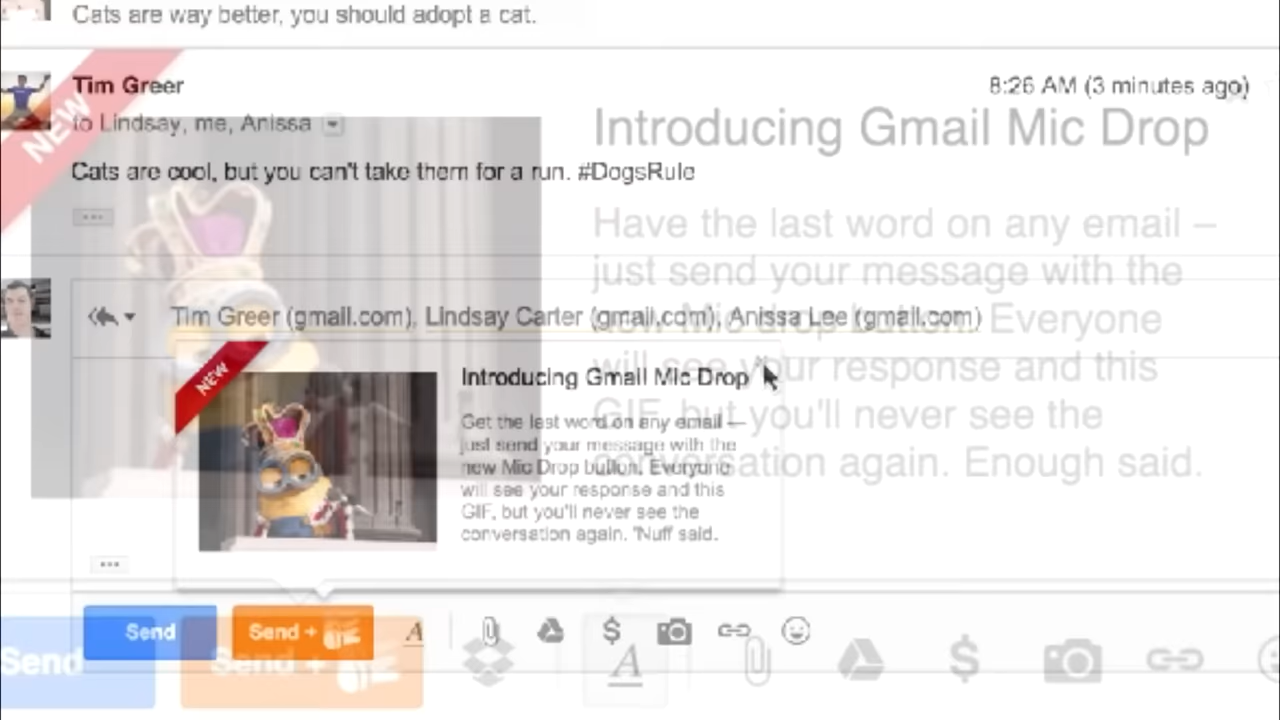 Cats are way better, you should adopt a cat.
Tim Greer
8:26 AM (3 minutes ago)
to Lindsay, me, Anissa
Cats are cool, but you can't take them for a run. #DogsRule
NEW
Introducing Gmail Mic Drop
Have the last word on any email –
just send your message with the
new Mic drop button. Everyone
will see your response and this
GIF, but you'll never see the
conversation again. Enough said.
Tim Greer (gmail.com), Lindsay Carter (gmail.com), Anissa Lee (gmail.com)
NEW
Introducing Gmail Mic Drop
Get the last word on any email —
just send your message with the
new Mic Drop button. Everyone
will see your response and this
GIF, but you'll never see the
conversation again. 'Nuff said.
Send
Send +
A
$
Send
Send +
A
$